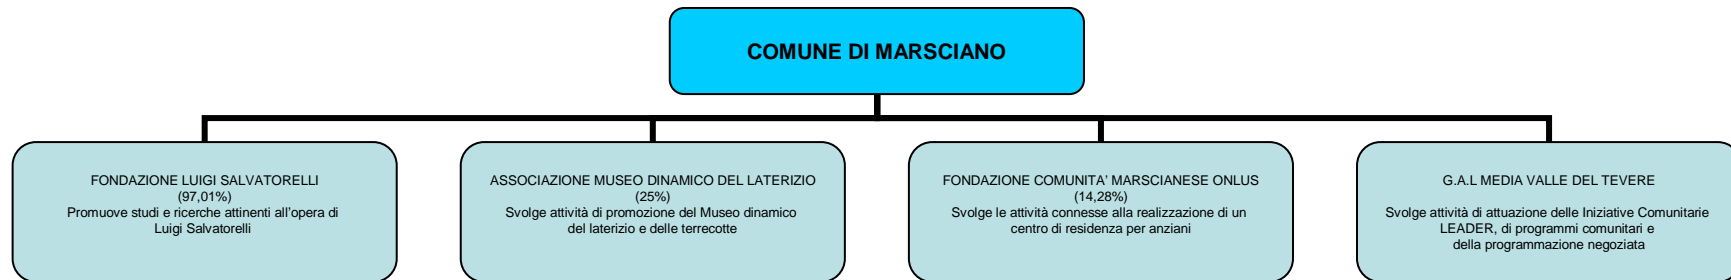 COMUNE DI MARSCIANO
FONDAZIONE LUIGI SALVATORELLI
(97,01%)
Promuove studi e ricerche attinenti all'opera di
Luigi Salvatorelli
ASSOCIAZIONE MUSEO DINAMICO DEL LATERIZIO
(25%)
Svolge attività di promozione del Museo dinamico
del laterizio e delle terrecotte
FONDAZIONE COMUNITA' MARSCIANESE ONLUS
(14,28%)
Svolge le attività connesse alla realizzazione di un
centro di residenza per anziani
G.A.L MEDIA VALLE DEL TEVERE
Svolge attività di attuazione delle Iniziative Comunitarie
LEADER, di programmi comunitari e
della programmazione negoziata